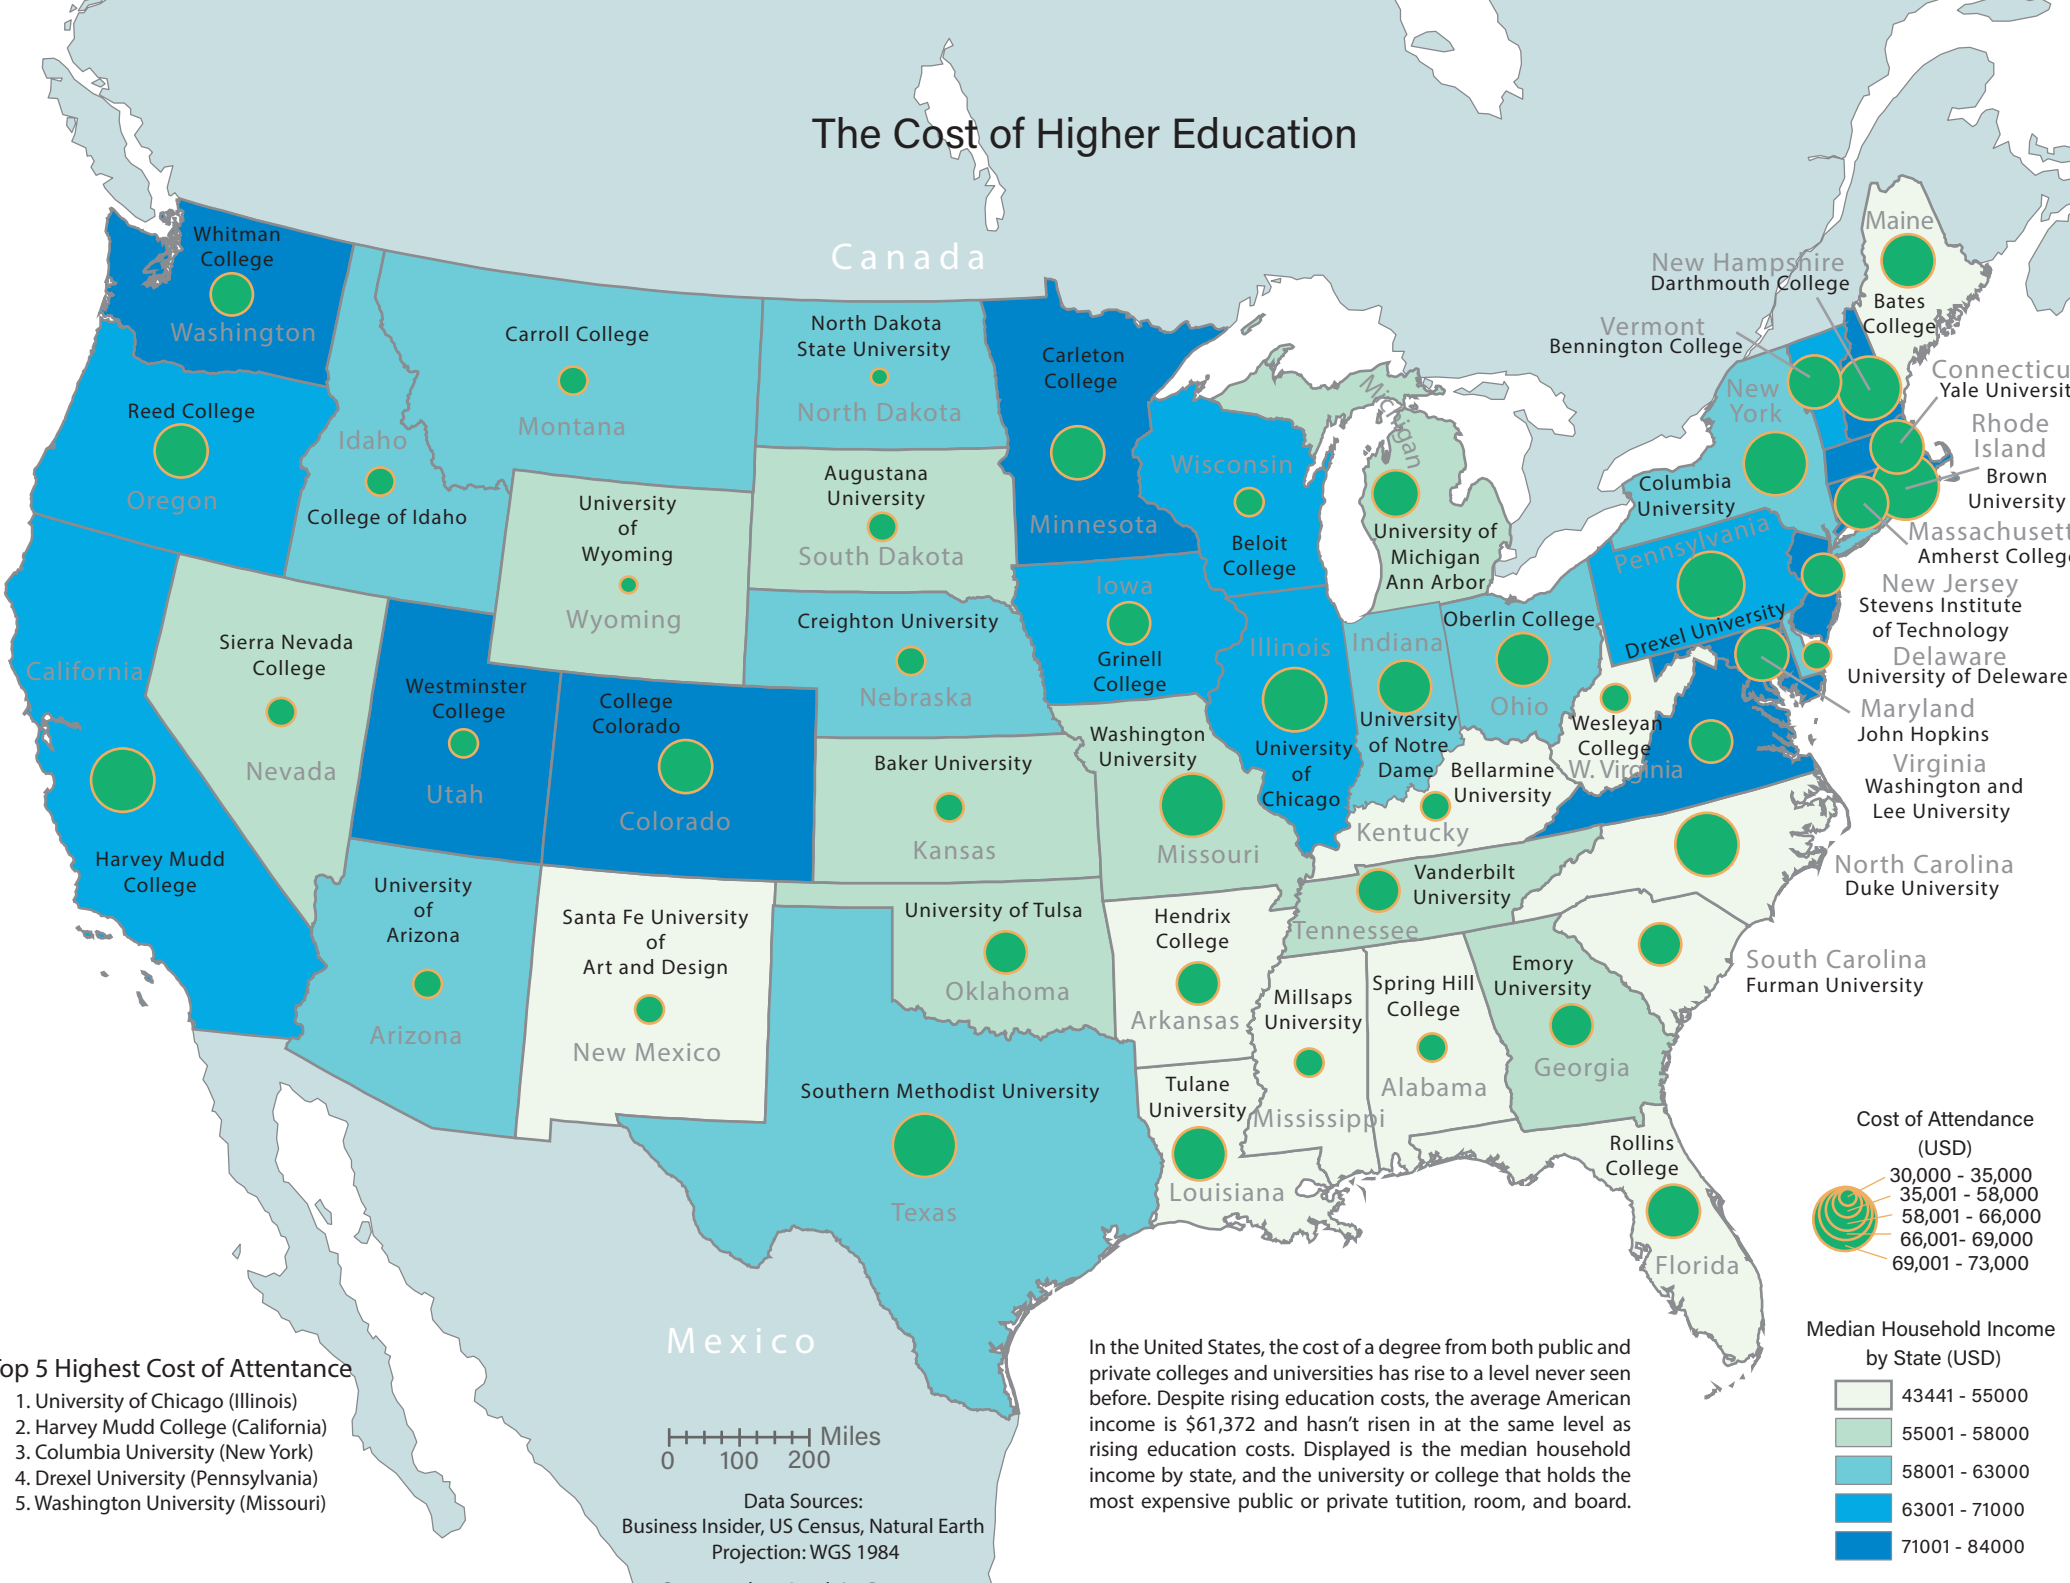 The Cost of Higher Education
Canada
Whitman
College
Washington
Reed College
Oregon
California
Harvey Mudd
College
Idaho
College of Idaho
Sierra Nevada
College
Nevada
Carroll College
Montana
University
of
Wyoming
Wyoming
Westminster
College
Utah
College
Colorado
Colorado
University
of
Arizona
Arizona
Santa Fe University
of
Art and Design
New Mexico
North Dakota
State University
North Dakota
Augustana
University
South Dakota
Creighton University
Nebraska
Baker University
Kansas
University of Tulsa
Oklahoma
Southern Methodist University
Texas
Carleton
College
Minnesota
Iowa
Grinell
College
Washington
University
Missouri
Hendrix
College
Arkansas
Tulane
University
Louisiana
Wisconsin
Beloit
College
Illinois
University
of
Chicago
Michigan
University of
Michigan
Ann Arbor
Indiana
University
of Notre
Dame
Oberlin College
Ohio
Bellarmine
University
Kentucky
Vanderbilt
University
Tennessee
Millsaps
University
Mississippi
Spring Hill
College
Alabama
Emory
University
Georgia
Rollins
College
Florida
Wesleyan
College
W. Virginia
Maine
Bates
College
New Hampshire
Darthmouth College
Vermont
Bennington College
New
York
Columbia
University
Pennsylvania
Drexel University
Connecticu
Yale Universit
Rhode
Island
Brown
University
Massachusett
Amherst Colleg
New Jersey
Stevens Institute
of Technology
Delaware
University of Deleware
Maryland
John Hopkins
Virginia
Washington and
Lee University
North Carolina
Duke University
South Carolina
Furman University
Cost of Attendance
(USD)
30,000 - 35,000
35,001 - 58,000
58,001 - 66,000
66,001- 69,000
69,001 - 73,000
Median Household Income
by State (USD)
43441 - 55000
55001 - 58000
58001 - 63000
63001 - 71000
71001 - 84000
Mexico
op 5 Highest Cost of Attentance
1. University of Chicago (Illinois)
2. Harvey Mudd College (California)
3. Columbia University (New York)
4. Drexel University (Pennsylvania)
5. Washington University (Missouri)
Miles
0 100 200
Data Sources:
Business Insider, US Census, Natural Earth
Projection: WGS 1984
In the United States, the cost of a degree from both public and
private colleges and universities has rise to a level never seen
before. Despite rising education costs, the average American
income is $61,372 and hasn't risen in at the same level as
rising education costs. Displayed is the median household
income by state, and the university or college that holds the
most expensive public or private tutition, room, and board.